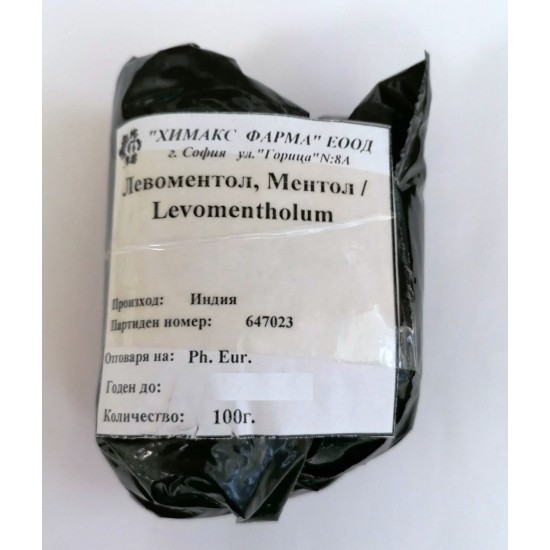 "ХИМАКС ФАРМА" ЕООД
г. София ул."Горица"N:8А
Левоментол, Ментол /
Levomentholum
Произход: Индия
Партиден номер: 647023
Отговаря на: Ph. Eur.
Годен до:
Количество: 100г.